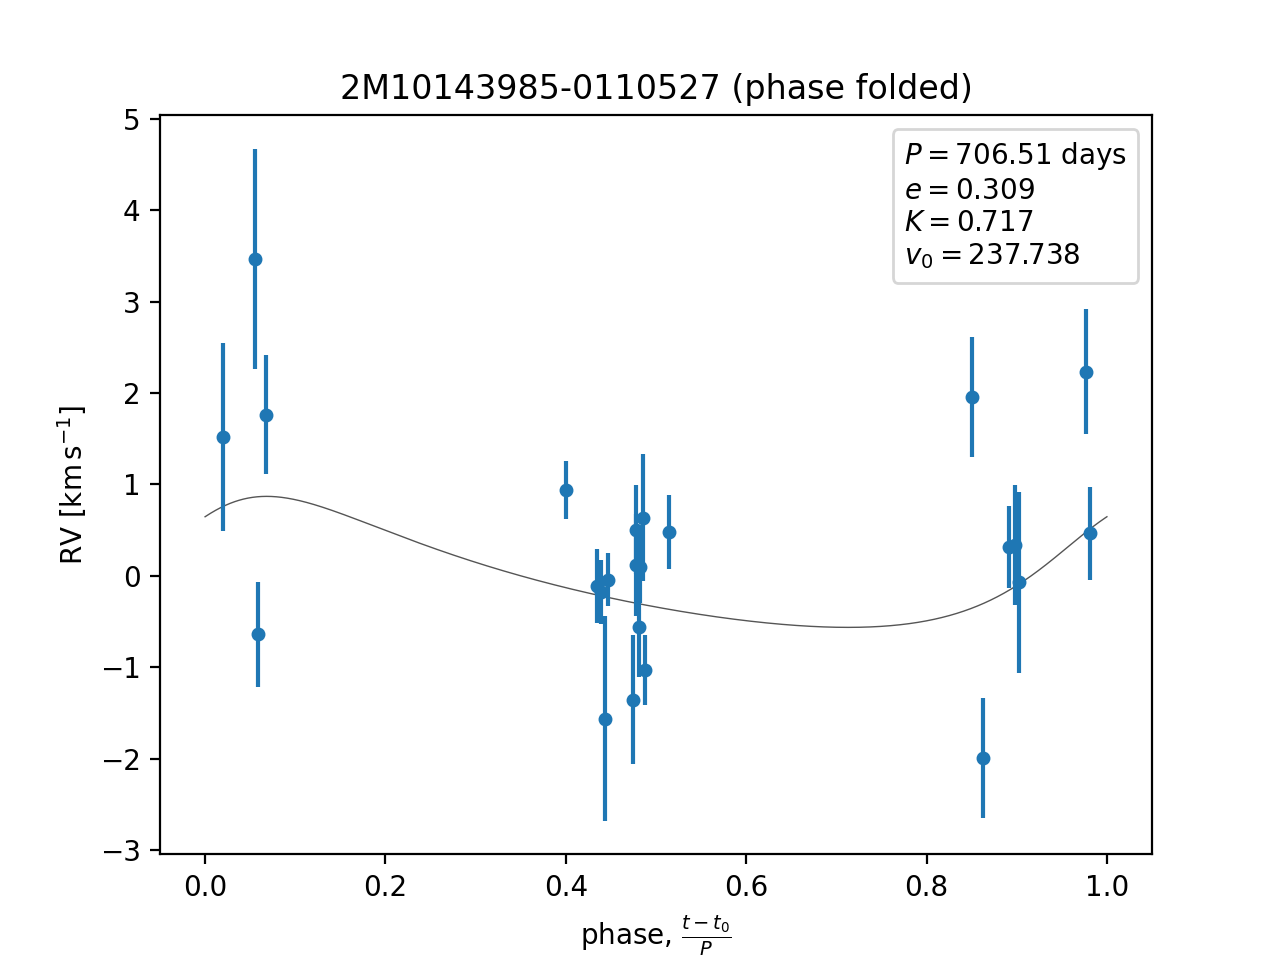 2M10143985-0110527 (phase folded)
P = 706.51 days
e = 0.309
K = 0.717
v₀ = 237.738
RV [km s⁻¹]
5
4
3
2
1
0
−1
−2
−3
0.0 0.2 0.4 0.6 0.8 1.0
phase, (t − t₀)/P